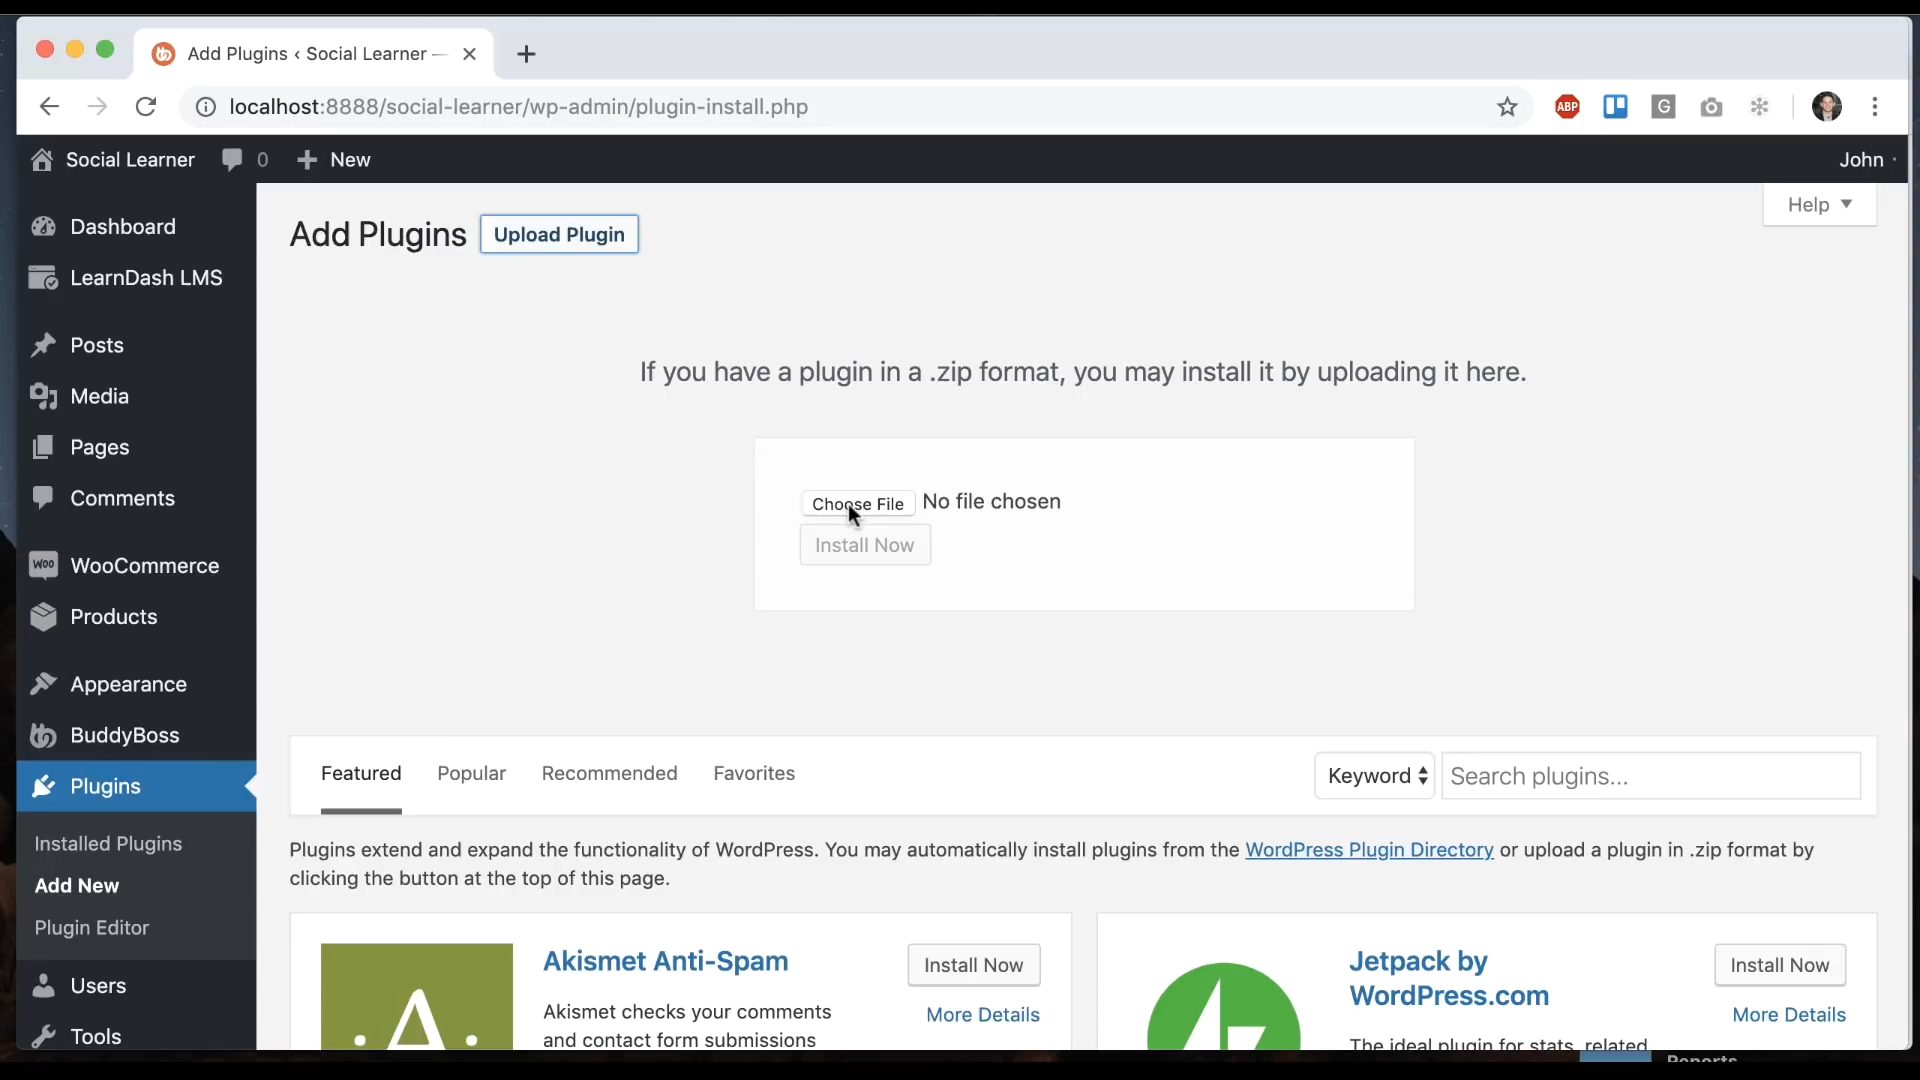 Add Plugins ‹ Social Learner —
localhost:8888/social-learner/wp-admin/plugin-install.php
ABP
G
Social Learner
0
New
John
Help
Dashboard
LearnDash LMS
Posts
Media
Pages
Comments
Woo
WooCommerce
Products
Appearance
BuddyBoss
Plugins
Installed Plugins
Add New
Plugin Editor
Users
Tools
Add Plugins
Upload Plugin
If you have a plugin in a .zip format, you may install it by uploading it here.
Choose File No file chosen
Install Now
Featured Popular Recommended Favorites
Keyword
Search plugins...
Plugins extend and expand the functionality of WordPress. You may automatically install plugins from the WordPress Plugin Directory or upload a plugin in .zip format by
clicking the button at the top of this page.
A
Akismet Anti-Spam
Install Now
More Details
Akismet checks your comments
and contact form submissions
Jetpack by
WordPress.com
Install Now
More Details
The ideal plugin for stats, related
Reports